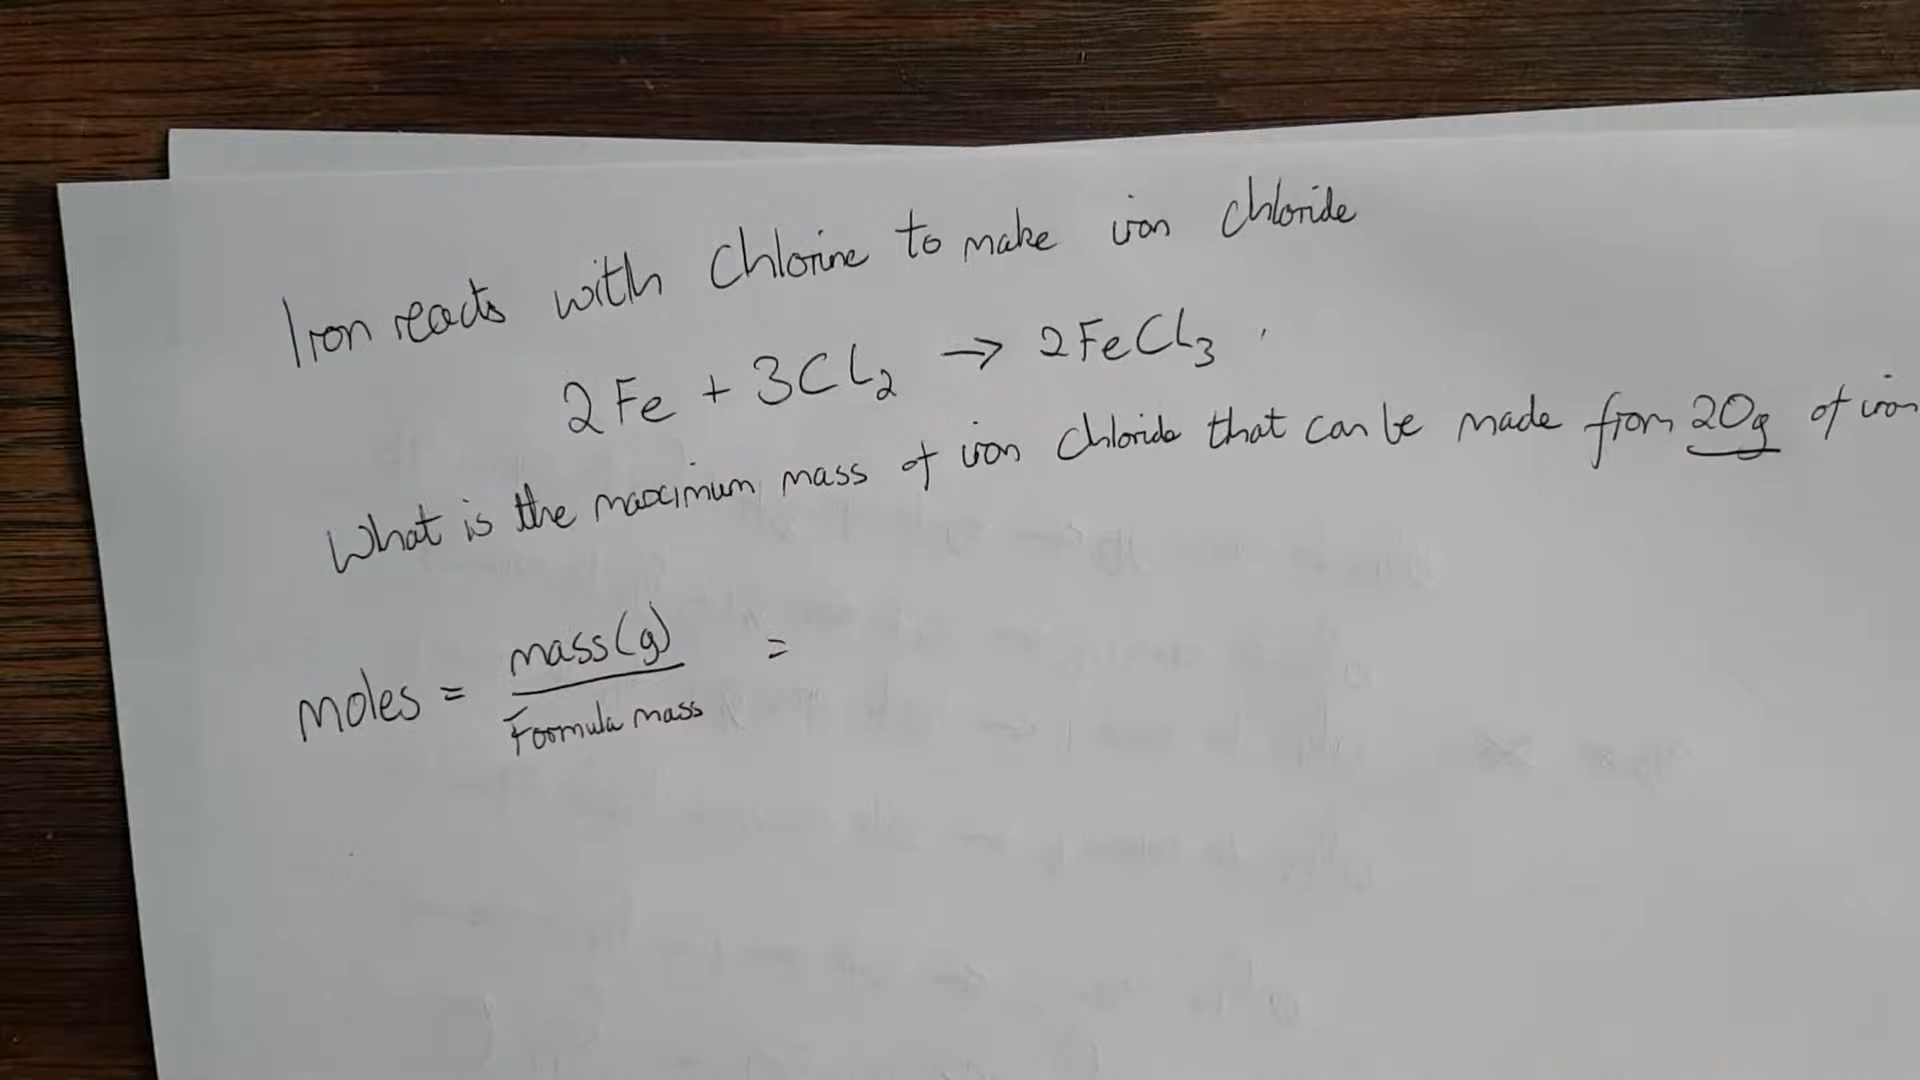 Iron reacts with Chlorine to make iron chloride
2Fe + 3Cl₂ → 2FeCl₃
What is the maximum mass of iron chloride that can be made from 20g of iron
moles = mass(g) =
Formula mass